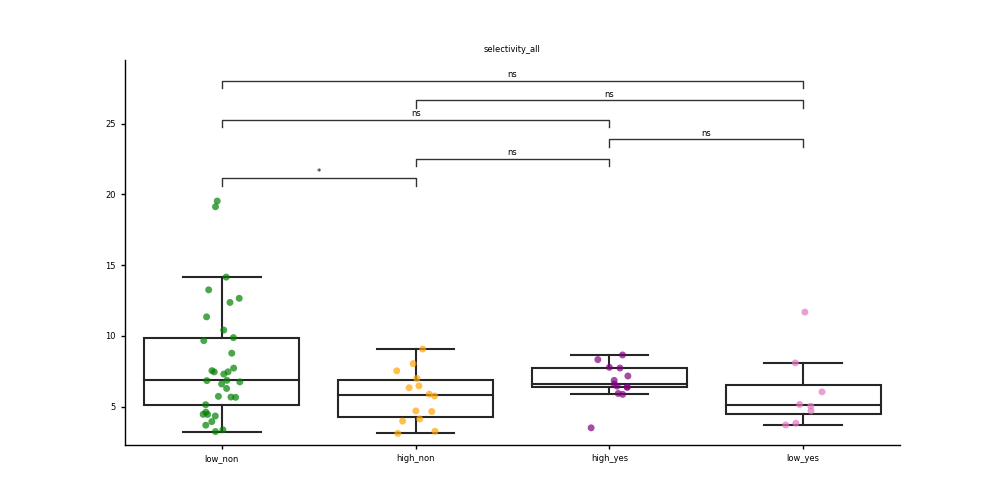 selectivity_all
ns
ns
ns
ns
ns
*
25
20
15
10
5
low_non
high_non
high_yes
low_yes